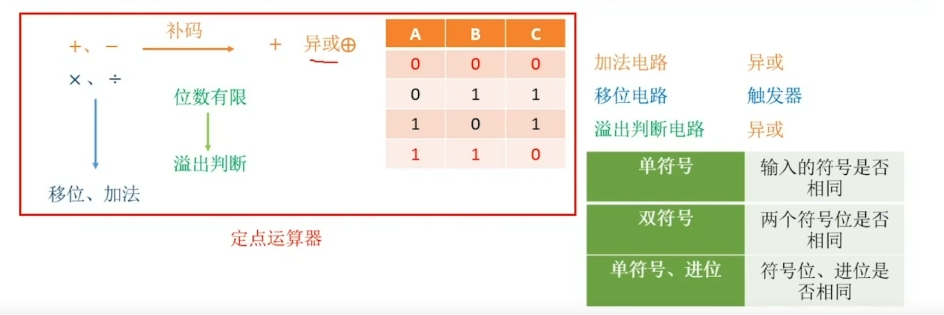 补码
+、－ + 异或⊕
×、÷
位数有限
溢出判断
移位、加法
A B C
0 0 0
0 1 1
1 0 1
1 1 0
定点运算器
加法电路 异或
移位电路 触发器
溢出判断电路 异或
单符号 输入的符号是否
相同
双符号 两个符号位是否
相同
单符号、进位 符号位、进位是
否相同